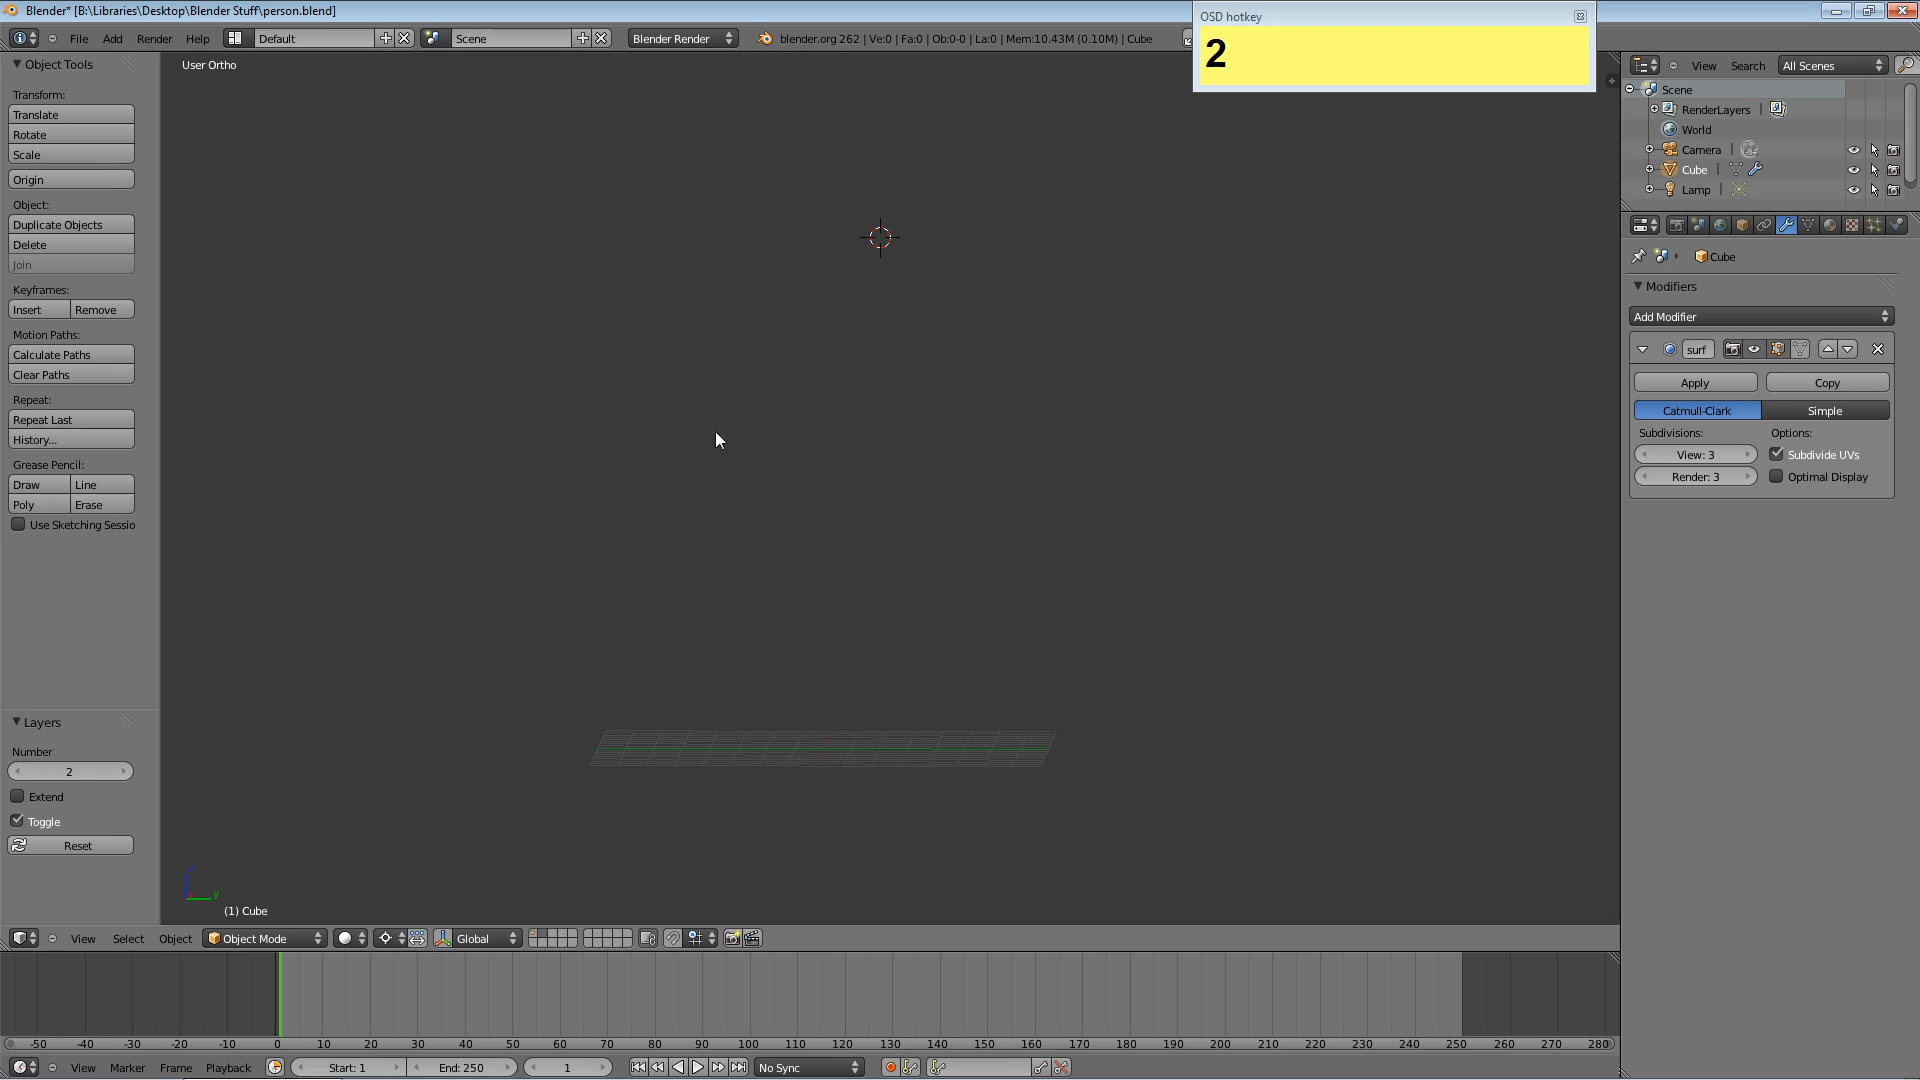 Blender* [B:\Libraries\Desktop\Blender Stuff\person.blend]
OSD hotkey
2
File Add Render Help Default Scene Blender Render blender.org 262 | Ve:0 | Fa:0 | Ob:0-0 | La:0 | Mem:10.43M (0.10M) | Cube
Object Tools
User Ortho
Transform:
Translate
Rotate
Scale
Origin
Object:
Duplicate Objects
Delete
Join
Keyframes:
Insert Remove
Motion Paths:
Calculate Paths
Clear Paths
Repeat:
Repeat Last
History...
Grease Pencil:
Draw Line
Poly Erase
Use Sketching Sessio
Layers
Number
2
Extend
Toggle
Reset
y
(1) Cube
View Search All Scenes
Scene
RenderLayers
World
Camera
Cube
Lamp
Cube
Modifiers
Add Modifier
surf
Apply Copy
Catmull-Clark Simple
Subdivisions: Options:
View: 3 Subdivide UVs
Render: 3 Optimal Display
View Select Object Object Mode Global
-50 -40 -30 -20 -10 0 10 20 30 40 50 60 70 80 90 100 110 120 130 140 150 160 170 180 190 200 210 220 230 240 250 260 270 280
View Marker Frame Playback Start: 1 End: 250 1 No Sync